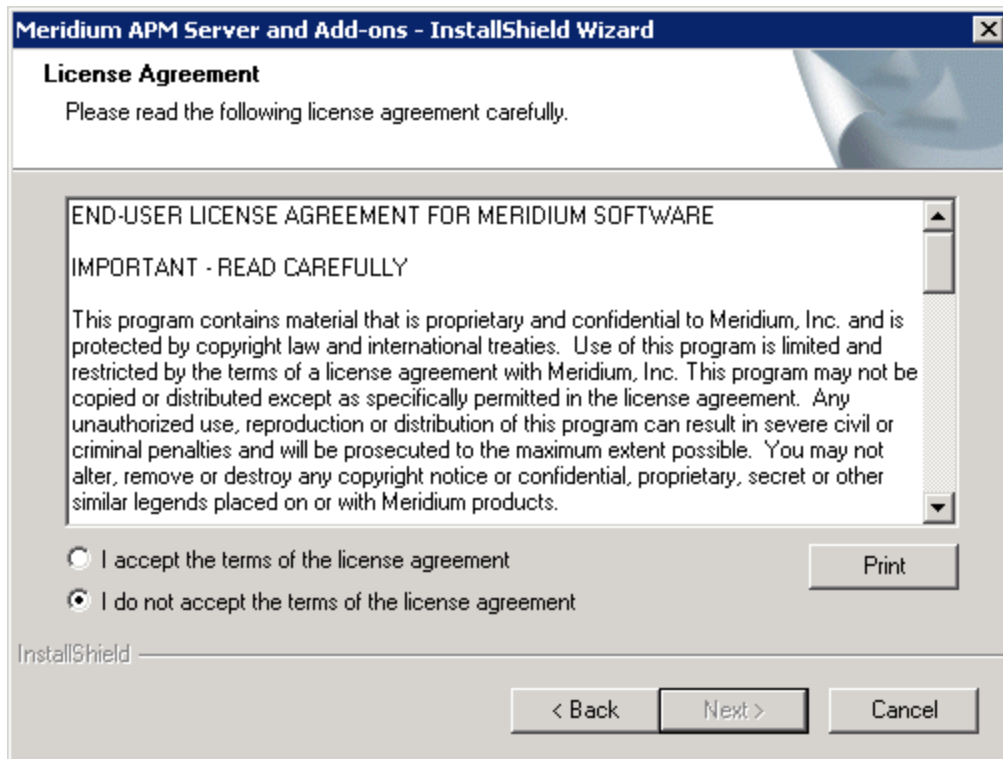 Meridium APM Server and Add-ons - InstallShield Wizard
License Agreement
Please read the following license agreement carefully.
END-USER LICENSE AGREEMENT FOR MERIDIUM SOFTWARE
IMPORTANT - READ CAREFULLY
This program contains material that is proprietary and confidential to Meridium, Inc. and is
protected by copyright law and international treaties.  Use of this program is limited and
restricted by the terms of a license agreement with Meridium, Inc. This program may not be
copied or distributed except as specifically permitted in the license agreement.  Any
unauthorized use, reproduction or distribution of this program can result in severe civil or
criminal penalties and will be prosecuted to the maximum extent possible.  You may not
alter, remove or destroy any copyright notice or confidential, proprietary, secret or other
similar legends placed on or with Meridium products.
I accept the terms of the license agreement
Print
I do not accept the terms of the license agreement
InstallShield
< Back Next > Cancel